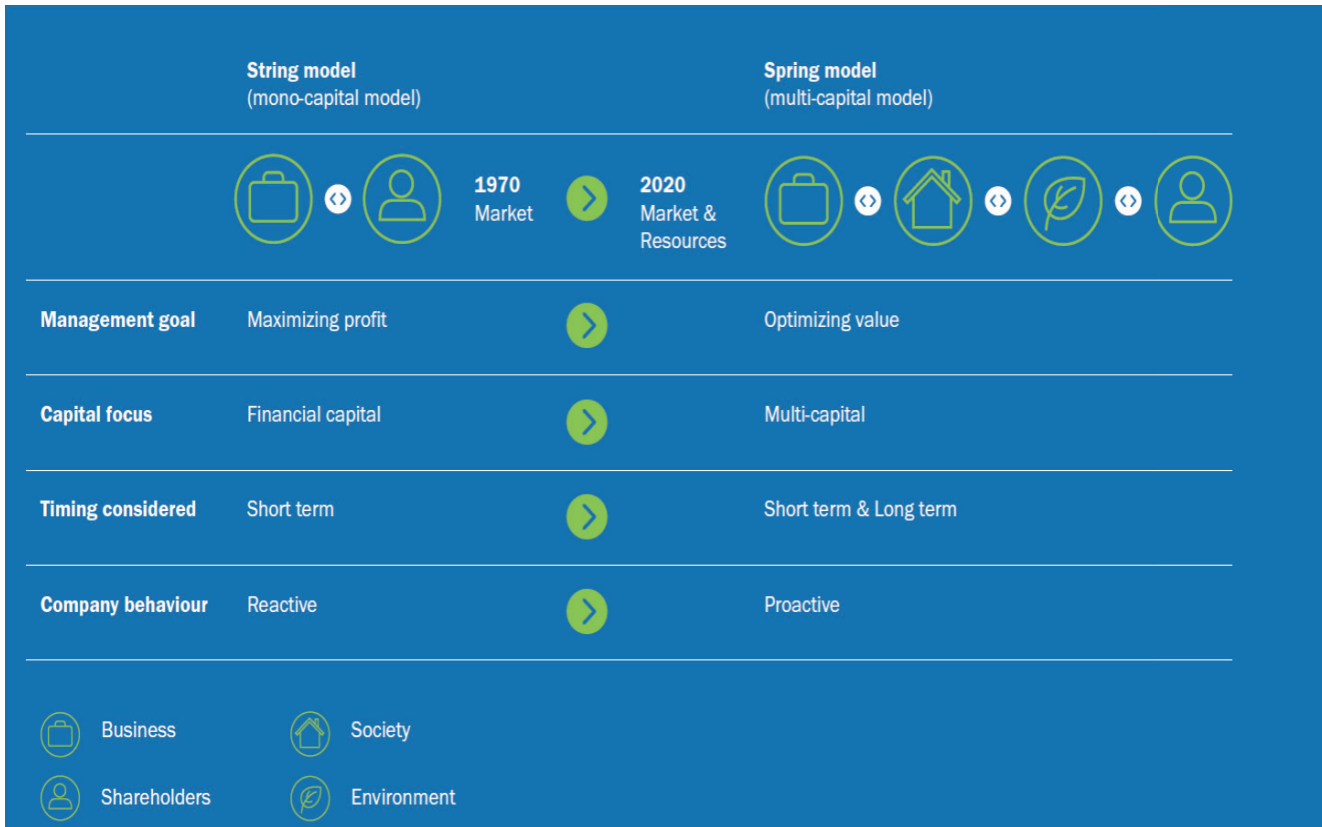 String model
(mono-capital model)
Spring model
(multi-capital model)
1970
Market
2020
Market &
Resources
Management goal Maximizing profit Optimizing value
Capital focus Financial capital Multi-capital
Timing considered Short term Short term & Long term
Company behaviour Reactive Proactive
Business Society
Shareholders Environment